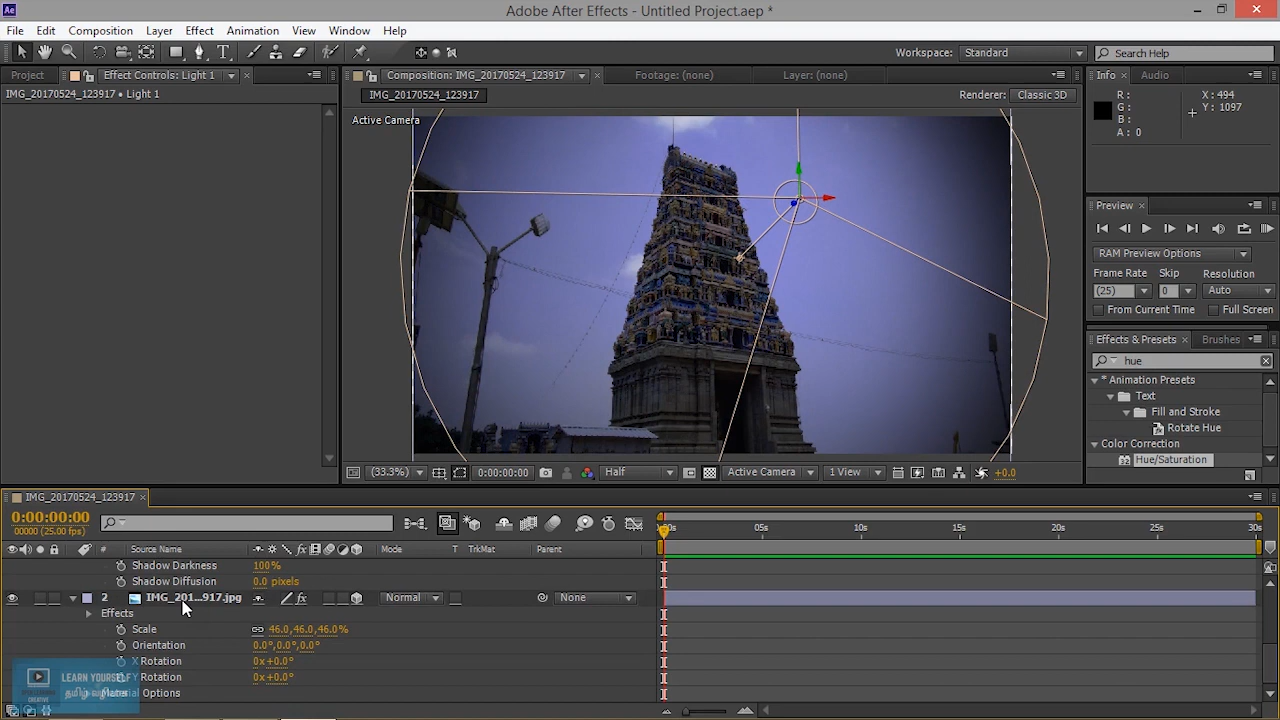 Adobe After Effects - Untitled Project.aep *
File Edit Composition Layer Effect Animation View Window Help
Workspace: Standard Search Help
Project Effect Controls: Light 1 Composition: IMG_20170524_123917 Footage: (none) Layer: (none) Info Audio
IMG_20170524_123917 • Light 1
IMG_20170524_123917 Renderer: Classic 3D
R: X: 494
G: Y: 1097
B:
A: 0
Active Camera
Preview
RAM Preview Options
Frame Rate Skip Resolution
(25) 0 Auto
From Current Time Full Screen
Effects & Presets Brushes
hue
* Animation Presets
Text
Fill and Stroke
Rotate Hue
Color Correction
32 Hue/Saturation
(33.3%) 0:00:00:00 Half Active Camera 1 View +0.0
IMG_20170524_123917
0:00:00:00
00000 (25.00 fps)
05s 10s 15s 20s 25s 30s
# Source Name Mode T TrkMat Parent
Shadow Darkness 100%
Shadow Diffusion 0.0 pixels
2 IMG_201...917.jpg Normal None
Effects
Scale 46.0,46.0,46.0%
Orientation 0.0°,0.0°,0.0°
X Rotation 0x+0.0°
Y Rotation 0x+0.0°
Options
LEARN YOURSELF
CREATIVE